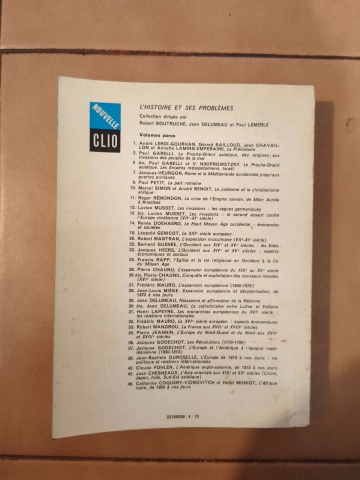 NOUVELLE
CLIO
L'HISTOIRE ET SES PROBLÈMES
Collection dirigée par
Robert BOUTRUCHE, Jean DELUMEAU et Paul LEMERLE
Volumes parus
1. André LEROI-GOURHAN, Gérard BAILLOUD, Jean CHAVAIL-
LON et Annette LAMING-EMPERAIRE, La Préhistoire
2. Paul GARELLI, Le Proche-Orient asiatique, des origines aux
invasions des peuples de la mer
2 bis. Paul GARELLI et V. NIKIPROWETZKY, Le Proche-Orient
asiatique. Les Empires mésopotamiens. Israël
7. Jacques HEURGON, Rome et la Méditerranée occidentale jusqu'aux
guerres puniques
9. Paul PETIT, La paix romaine
10. Marcel SIMON et André BENOIT, Le judaïsme et le christianisme
antique
11. Roger RÉMONDON, La crise de l'Empire romain, de Marc Aurèle
à Anastase
12. Lucien MUSSET, Les invasions : les vagues germaniques
12 bis. Lucien MUSSET, Les invasions : le second assaut contre
l'Europe chrétienne (VIIe-XIe s.)
14. Renée DOEHAERD, Le Haut Moyen Age occidental : économies
et sociétés
18. Léopold GENICOT, Le XIIIe siècle européen
20. Robert MANTRAN, L'expansion musulmane (VIIe-XIe siècle)
22. Bernard GUENÉE, L'Occident aux XIVe et XVe siècles : les Etats
23. Jacques HEERS, L'Occident aux XIVe et XVe siècles : aspects
économiques et sociaux
25. Francis RAPP, L'Eglise et la vie religieuse en Occident à la fin
du Moyen Age
26. Pierre CHAUNU, L'expansion européenne du XIIIe au XVe siècle
26 bis. Pierre CHAUNU, Conquête et exploitation des nouveaux mondes
(XVIe siècle)
27. Frédéric MAURO, L'expansion européenne (1600-1870)
28. Jean-Louis MIÈGE, Expansion européenne et décolonisation, de
1870 à nos jours
30. Jean DELUMEAU, Naissance et affirmation de la Réforme
30 bis. Jean DELUMEAU, Le catholicisme entre Luther et Voltaire
31. Henri LAPEYRE, Les monarchies européennes du XVIe siècle :
les relations internationales
32. Frédéric MAURO, Le XVIe siècle européen : aspects économiques
33. Robert MANDROU, La France aux XVIIe et XVIIIe siècles
34. Pierre JEANNIN, L'Europe du Nord-Ouest et du Nord aux XVIIe
et XVIIIe siècles
36. Jacques GODECHOT, Les Révolutions (1770-1799)
37. Jacques GODECHOT, L'Europe et l'Amérique à l'époque napo-
léonienne (1800-1815)
38. Jean-Baptiste DUROSELLE, L'Europe de 1815 à nos jours : vie
politique et relations internationales
43. Claude FOHLEN, L'Amérique anglo-saxonne, de 1815 à nos jours
45. Jean CHESNEAUX, L'Asie orientale aux XIXe et XXe siècles (Chine,
Japon, Inde, Sud-Est asiatique)
46. Catherine COQUERY-VIDROVITCH et Henri MONIOT, L'Afrique
noire, de 1800 à nos jours